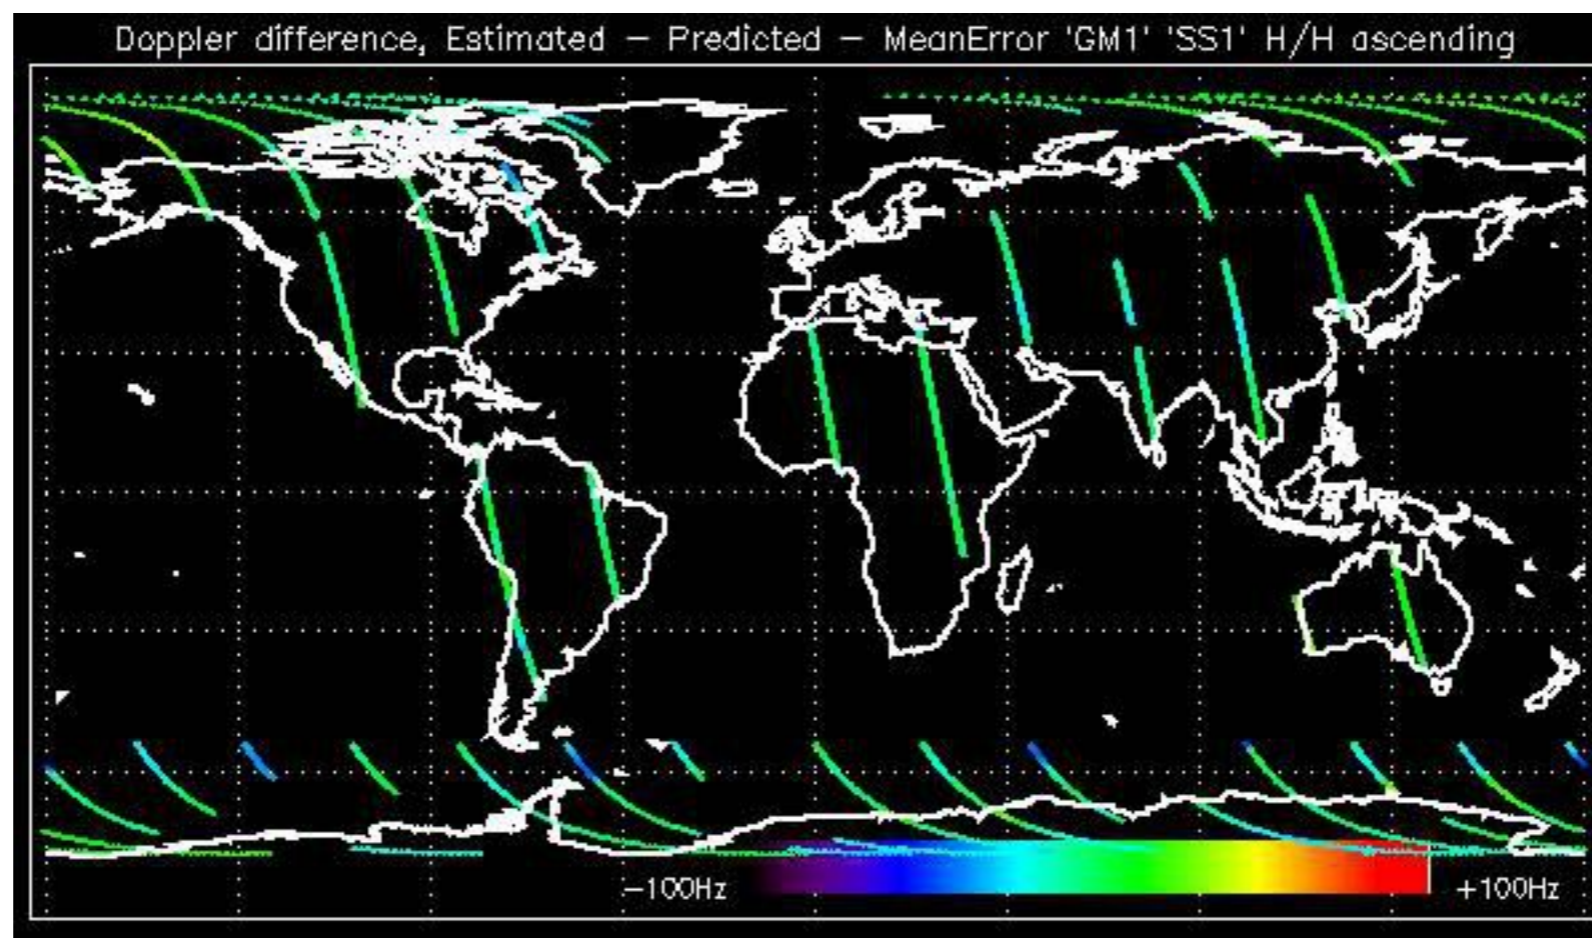 Doppler difference, Estimated – Predicted – MeanError 'GM1' 'SS1' H/H ascending
–100Hz +100Hz